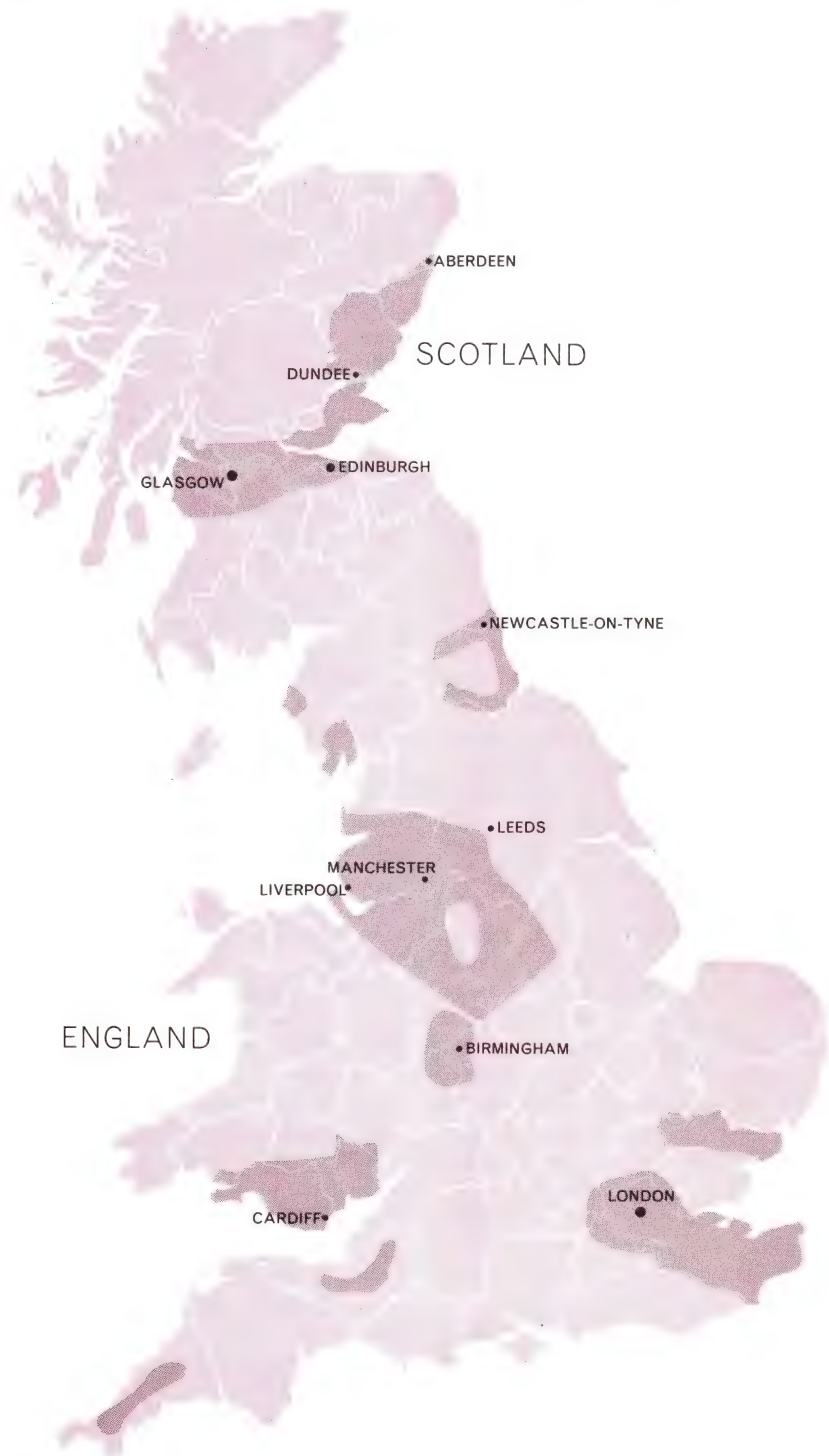 ABERDEEN
SCOTLAND
DUNDEE
EDINBURGH
GLASGOW
NEWCASTLE-ON-TYNE
LEEDS
MANCHESTER
LIVERPOOL
ENGLAND
BIRMINGHAM
LONDON
CARDIFF